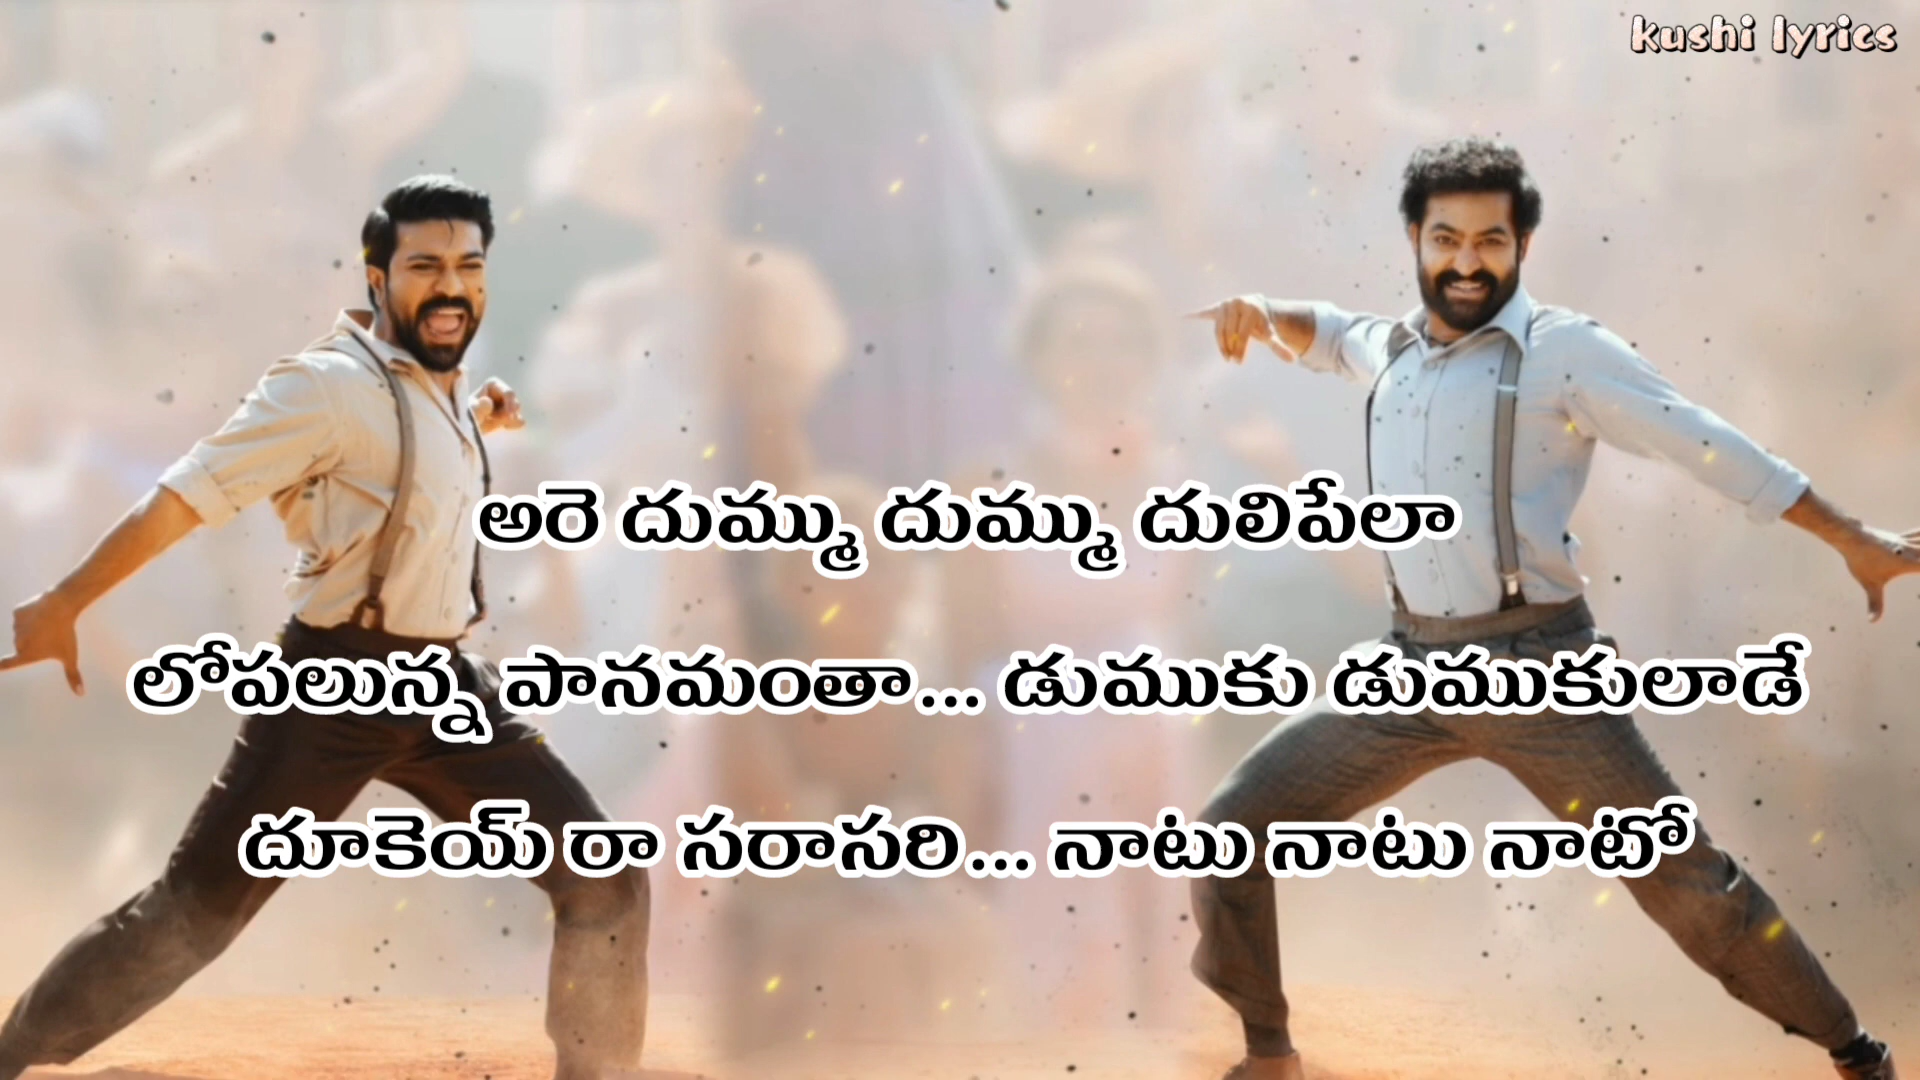 kushi lyrics
అరె దుమ్ము దుమ్ము దులిపేలా
లోపలున్న పానమంతా... డుముకు డుముకులాడే
దూకెయ్ రా సరాసరి... నాటు నాటు నాటో